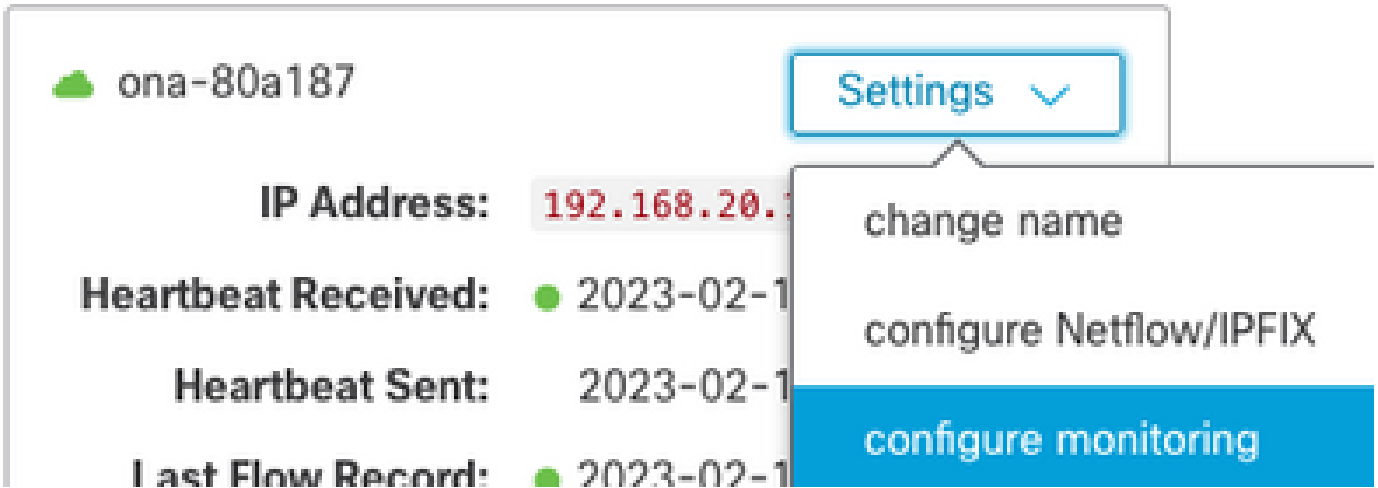 ona-80a187
Settings
IP Address: 192.168.20.
change name
Heartbeat Received: 2023-02-1
configure Netflow/IPFIX
Heartbeat Sent: 2023-02-1
configure monitoring
Last Flow Record: 2023-02-1